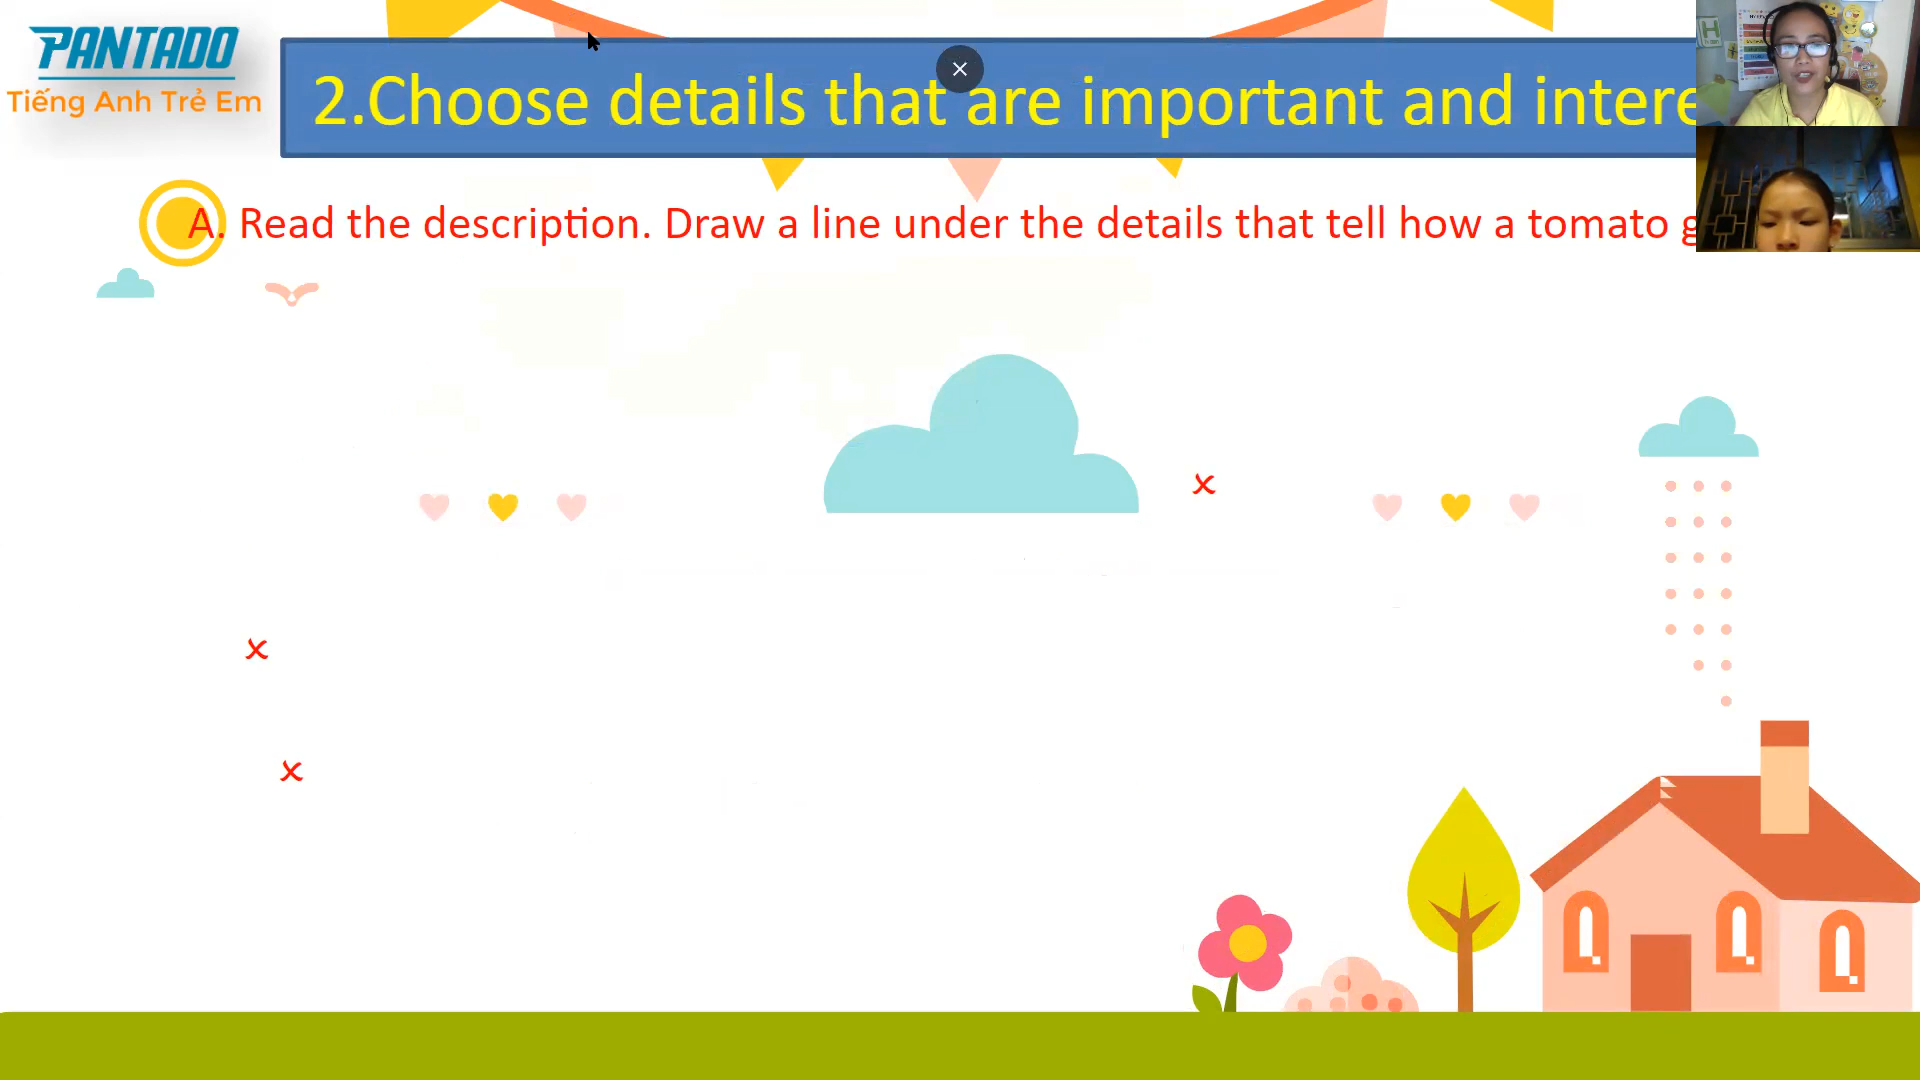 PANTADO
Tiếng Anh Trẻ Em
2.Choose details that are important and intere
A. Read the description. Draw a line under the details that tell how a tomato g
x
x
x